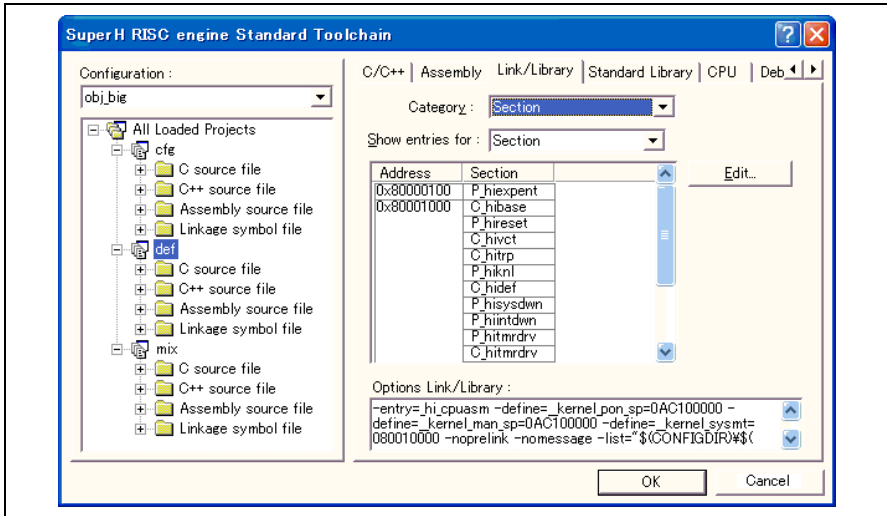 SuperH RISC engine Standard Toolchain
Configuration :
obj_big
All Loaded Projects
cfg
C source file
C++ source file
Assembly source file
Linkage symbol file
def
C source file
C++ source file
Assembly source file
Linkage symbol file
mix
C source file
C++ source file
Assembly source file
Linkage symbol file
C/C++ Assembly Link/Library Standard Library CPU Deb
Category : Section
Show entries for : Section
Address Section
0x80000100 P_hiexpent
0x80001000 C_hibase
P_hireset
C_hivct
C_hitrp
P_hiknl
C_hidef
P_hisysdwn
P_hiintdwn
P_hitmrdrv
C_hitmrdrv
Edit...
Options Link/Library :
-entry=_hi_cpuasm -define=__kernel_pon_sp=0AC100000 -
define=__kernel_man_sp=0AC100000 -define=__kernel_sysmt=
080010000 -noprelink -nomessage -list="$(CONFIGDIR)¥$(
OK Cancel